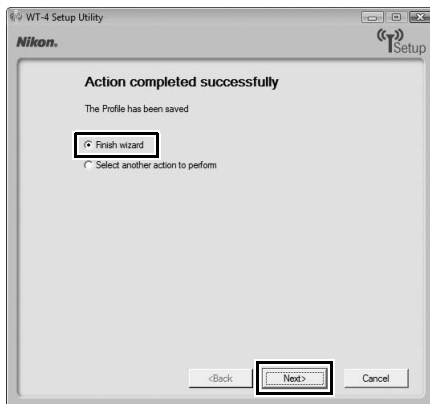 WT-4 Setup Utility
Nikon.
Setup
Action completed successfully
The Profile has been saved
Finish wizard
Select another action to perform
<Back Next> Cancel